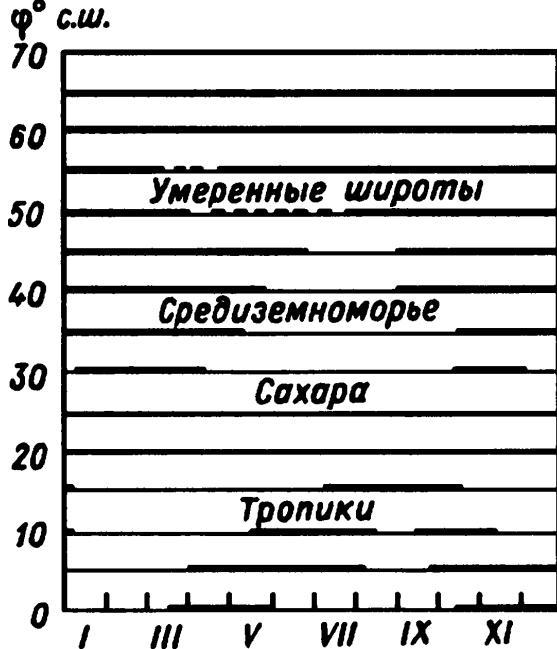 φ° с.ш.
70
60
Умеренные широты
50
40
Средиземноморье
30
Сахара
20
Тропики
10
0
I III V VII IX XI